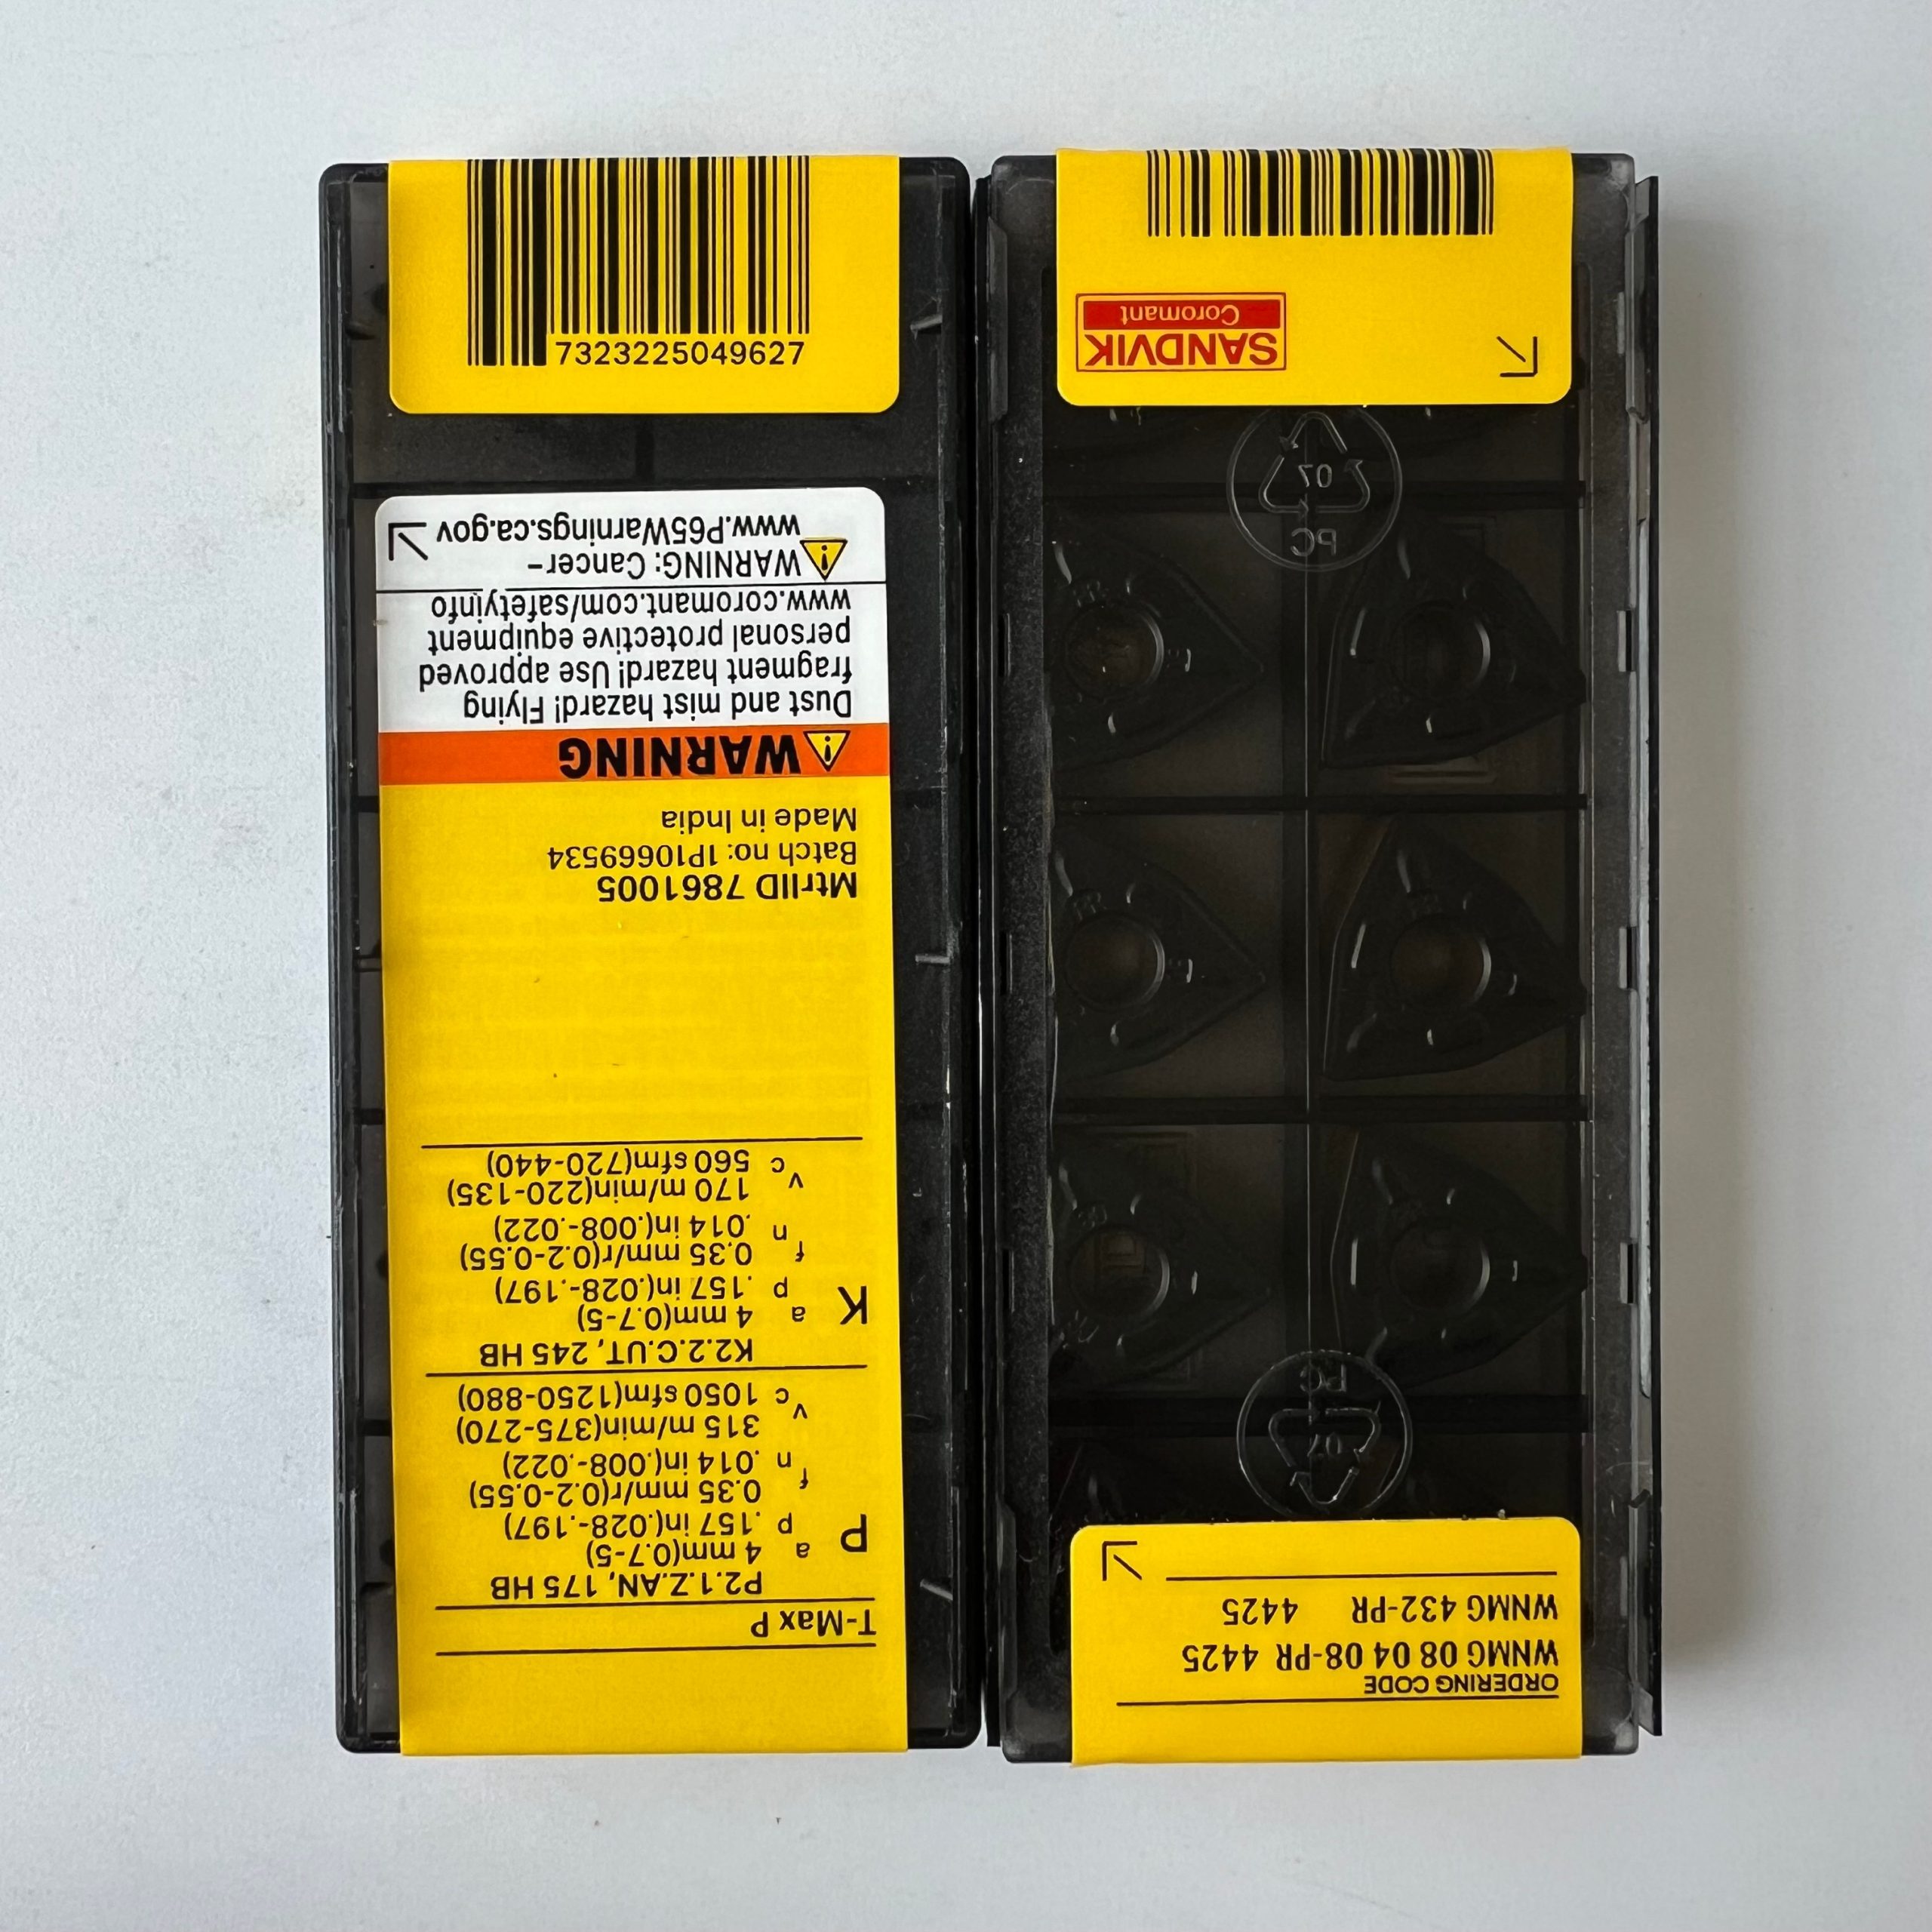 7323225049627
T-Max P
P2.1.Z.AN, 175 HB
P
a p 4 mm(0.7-5)
.157 in(.028-.197)
f n 0.35 mm/r(0.2-0.55)
.014 in(.008-.022)
v c 315 m/min(375-270)
1050 sfm(1250-880)
K2.2.C.UT, 245 HB
K
a p 4 mm(0.7-5)
.157 in(.028-.197)
f n 0.35 mm/r(0.2-0.55)
.014 in(.008-.022)
v c 170 m/min(220-135)
560 sfm(720-440)
MtrlID 7861005
Batch no: 1P10669534
Made in India
WARNING
Dust and mist hazard! Flying
fragment hazard! Use approved
personal protective equipment
www.coromant.com/safetyinfo
WARNING: Cancer-
www.P65Warnings.ca.gov
ORDERING CODE
WNMG 08 04 08-PR 4425
WNMG 432-PR 4425
PC
07
07
PC
SANDVIK
Coromant